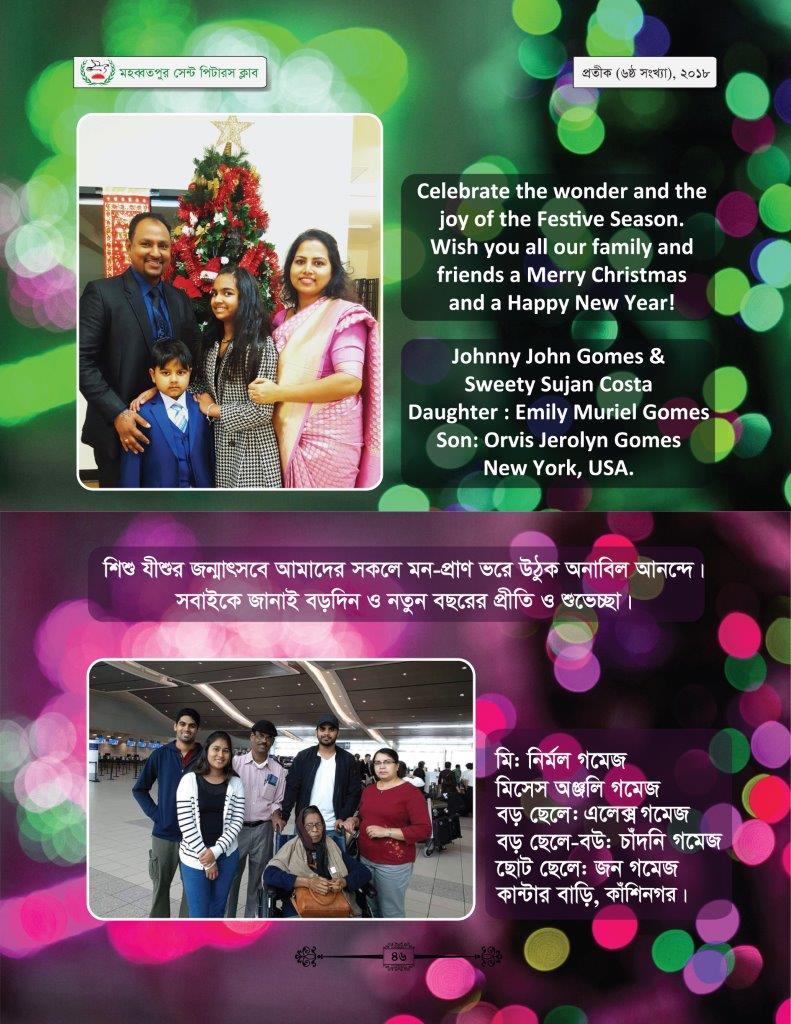 মহব্বতপুর সেন্ট পিটারস ক্লাব
প্রতীক (৬ষ্ঠ সংখ্যা), ২০১৮
Celebrate the wonder and the
joy of the Festive Season.
Wish you all our family and
friends a Merry Christmas
and a Happy New Year!
Johnny John Gomes &
Sweety Sujan Costa
Daughter : Emily Muriel Gomes
Son: Orvis Jerolyn Gomes
New York, USA.
শিশু যীশুর জন্মাৎসবে আমাদের সকলে মন-প্রাণ ভরে উঠুক অনাবিল আনন্দে।
সবাইকে জানাই বড়দিন ও নতুন বছরের প্রীতি ও শুভেচ্ছা।
মি: নির্মল গমেজ
মিসেস অঞ্জলি গমেজ
বড় ছেলে: এলেক্স গমেজ
বড় ছেলে-বউ: চাঁদনি গমেজ
ছোট ছেলে: জন গমেজ
কান্টার বাড়ি, কাঁশিনগর।
৪৬